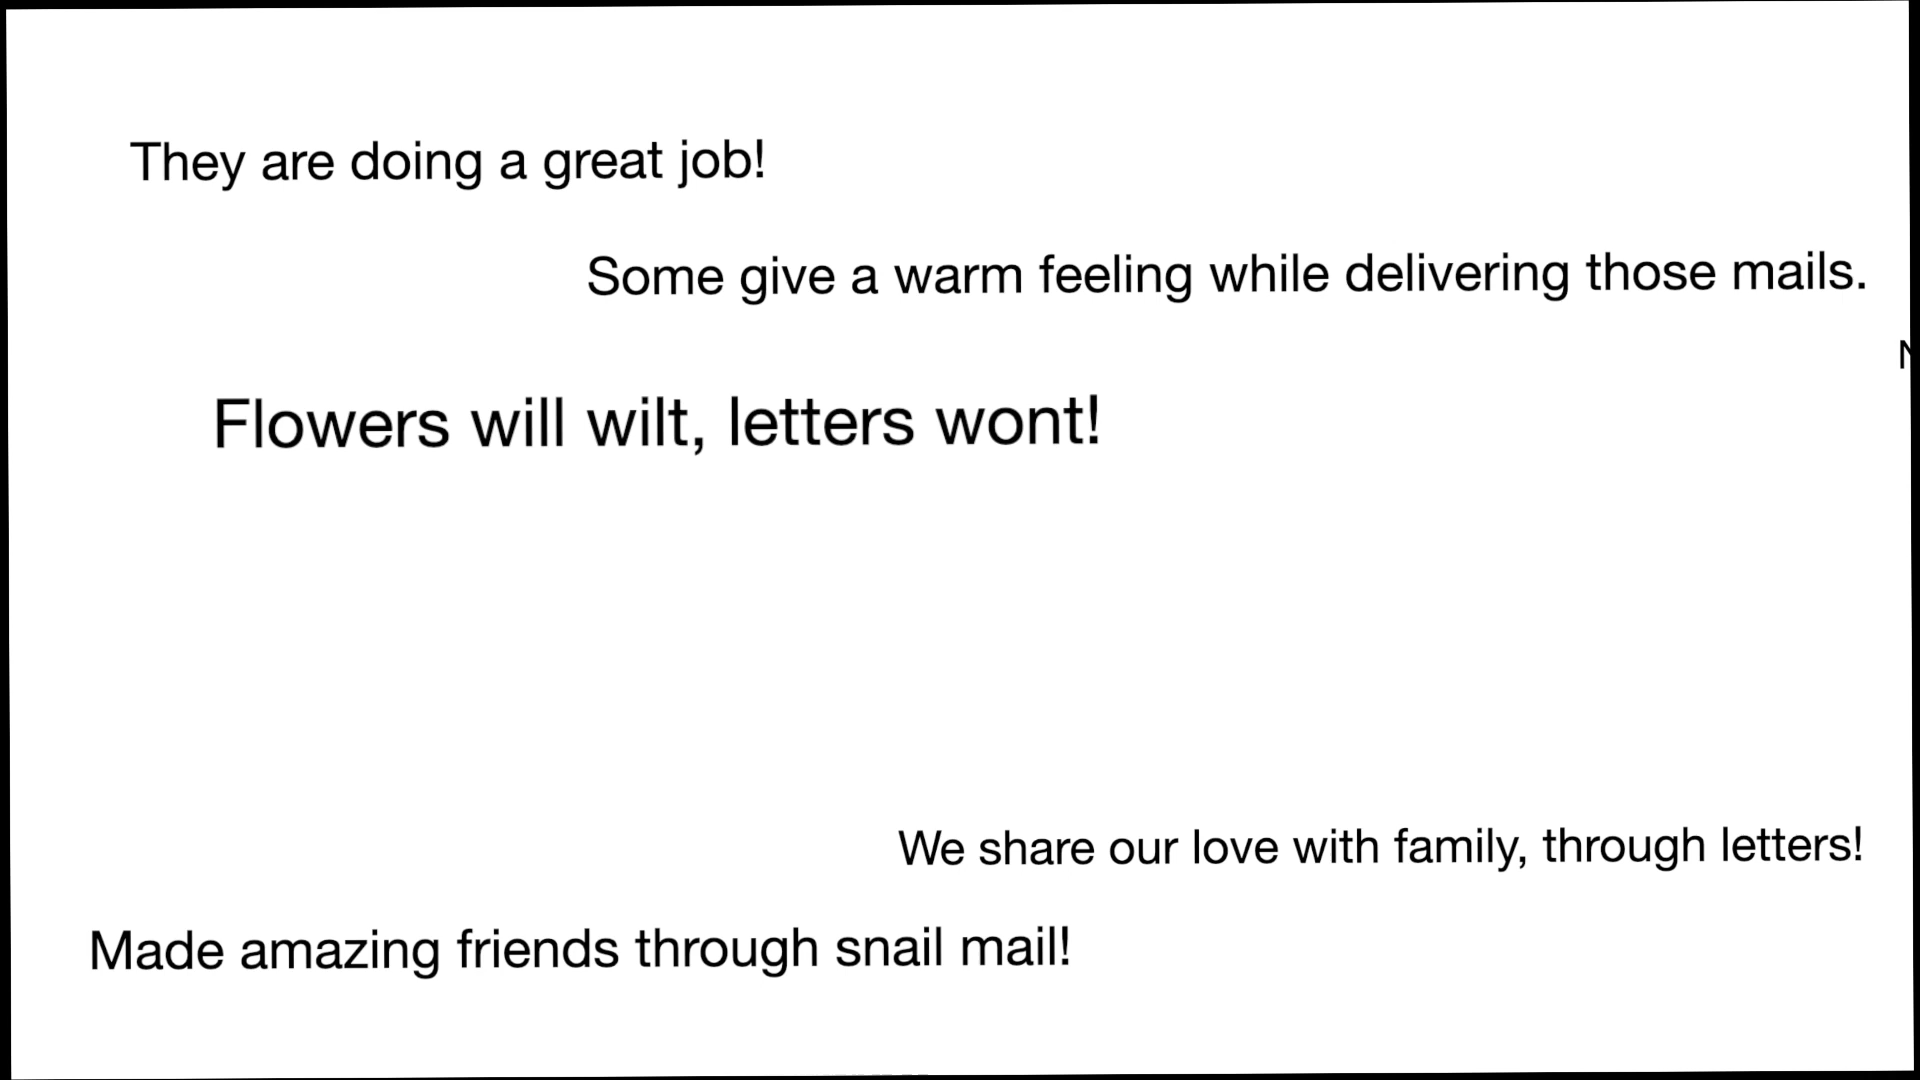 They are doing a great job!
Some give a warm feeling while delivering those mails.
Flowers will wilt, letters wont!
We share our love with family, through letters!
Made amazing friends through snail mail!